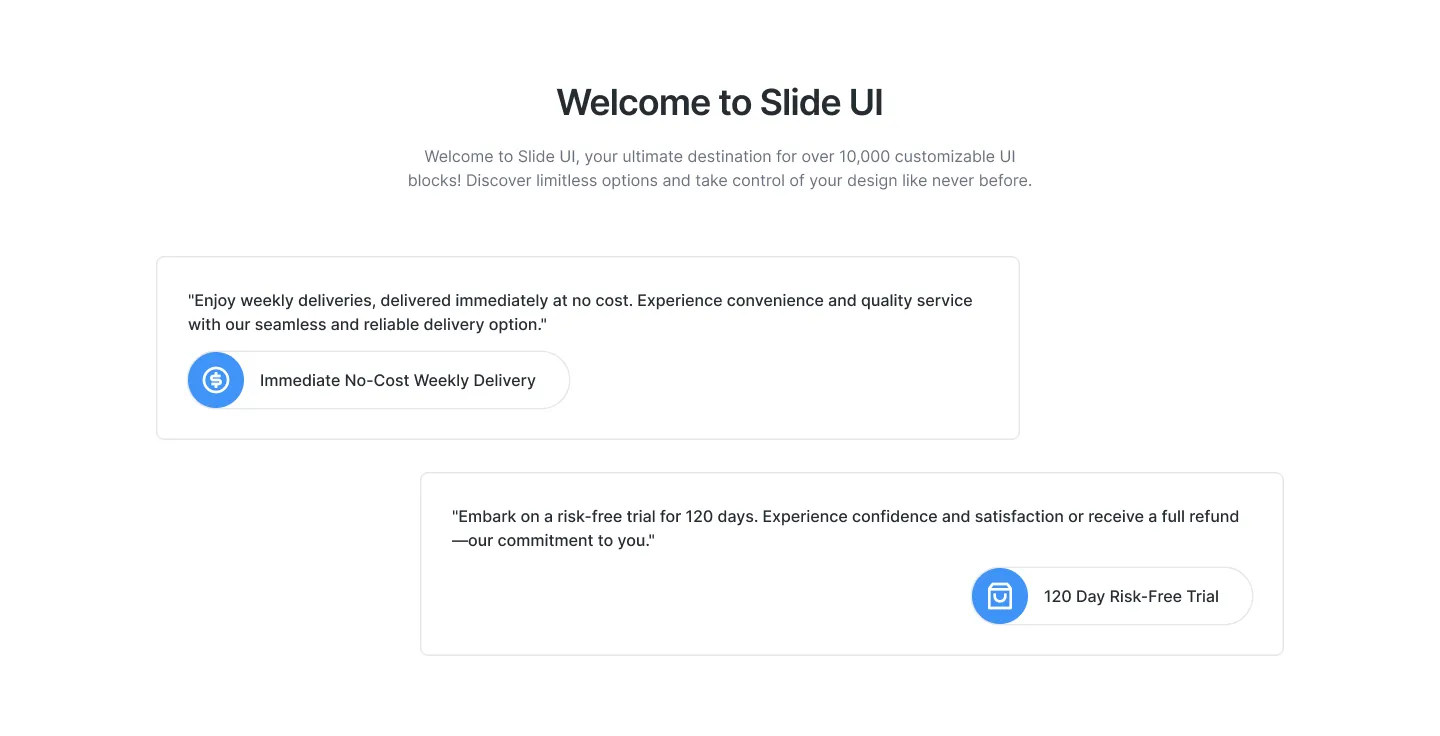 Welcome to Slide UI
Welcome to Slide UI, your ultimate destination for over 10,000 customizable UI
blocks! Discover limitless options and take control of your design like never before.
"Enjoy weekly deliveries, delivered immediately at no cost. Experience convenience and quality service
with our seamless and reliable delivery option."
Immediate No-Cost Weekly Delivery
"Embark on a risk-free trial for 120 days. Experience confidence and satisfaction or receive a full refund
—our commitment to you."
120 Day Risk-Free Trial